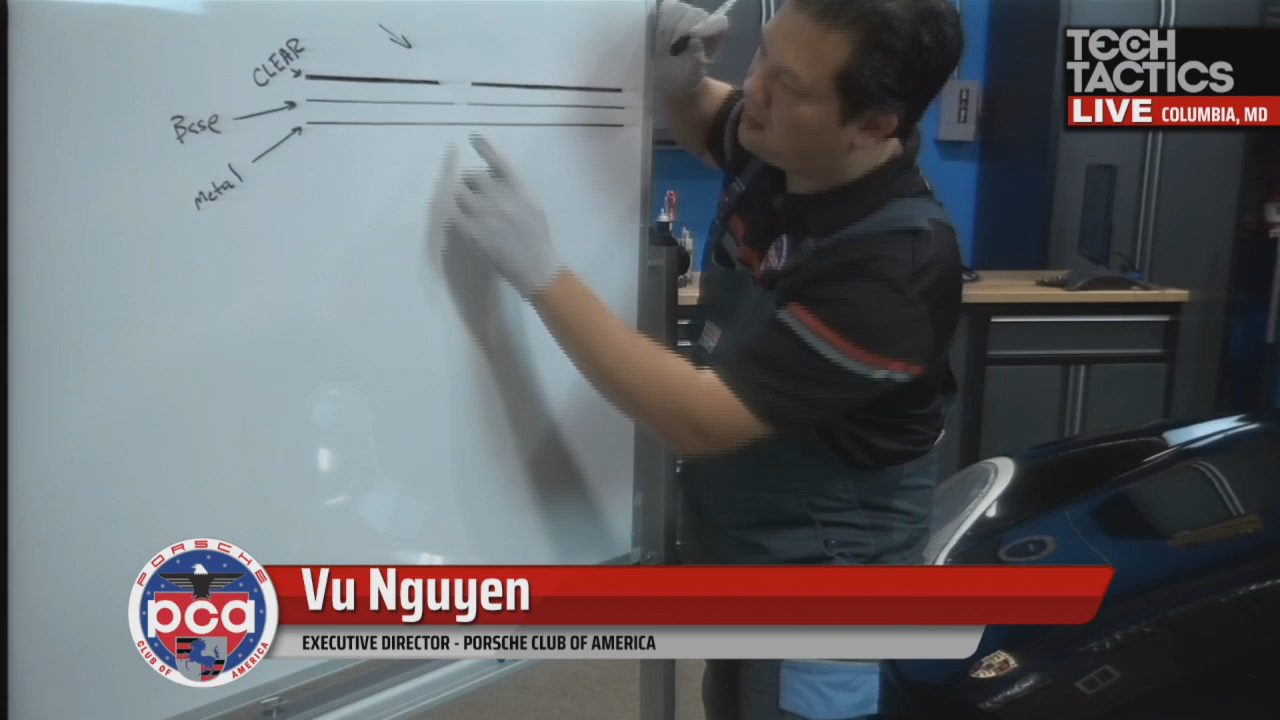 TECH
TACTICS
LIVE COLUMBIA, MD
CLEAR
Base
Metal
PORSCHE
pca
CLUB OF AMERICA
Vu Nguyen
EXECUTIVE DIRECTOR - PORSCHE CLUB OF AMERICA